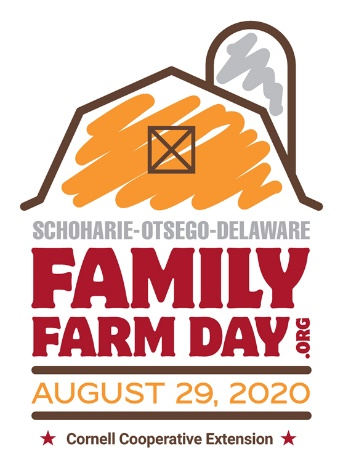 SCHOHARIE-OTSEGO-DELAWARE
FAMILY
FARM DAY.ORG
AUGUST 29, 2020
★ Cornell Cooperative Extension ★